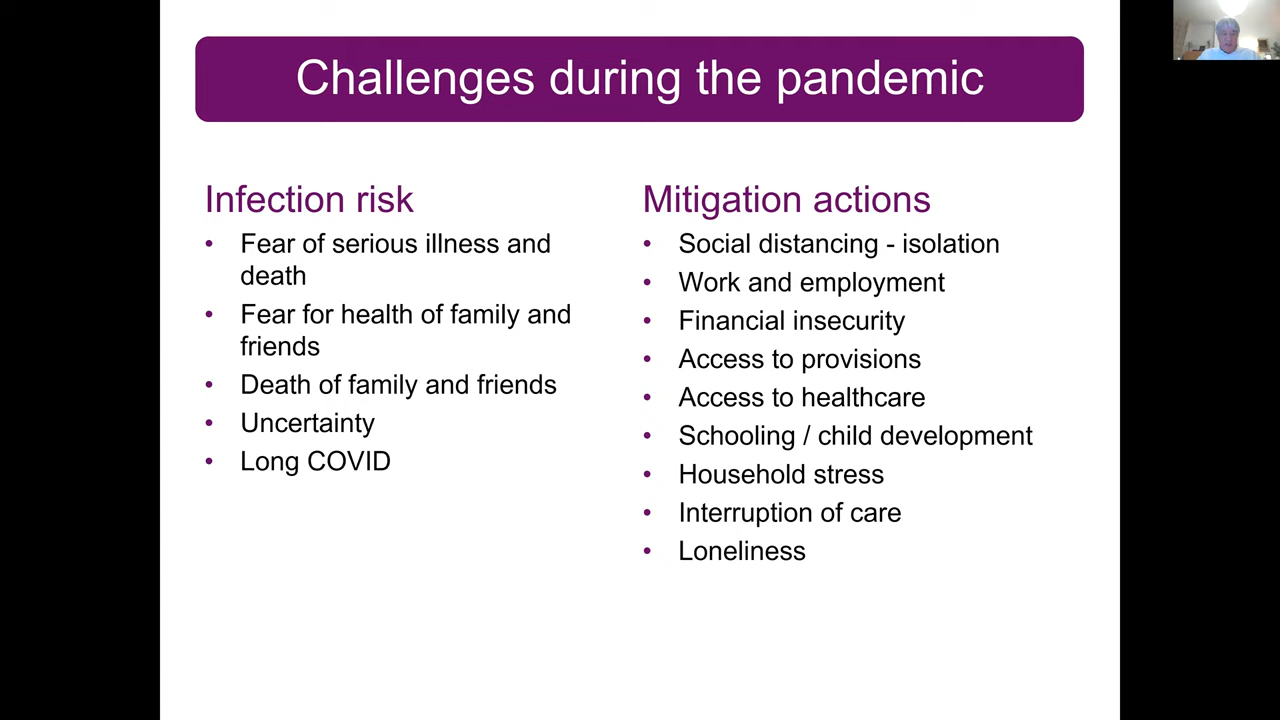 Challenges during the pandemic
Infection risk
• Fear of serious illness and
death
• Fear for health of family and
friends
• Death of family and friends
• Uncertainty
• Long COVID
Mitigation actions
• Social distancing - isolation
• Work and employment
• Financial insecurity
• Access to provisions
• Access to healthcare
• Schooling / child development
• Household stress
• Interruption of care
• Loneliness